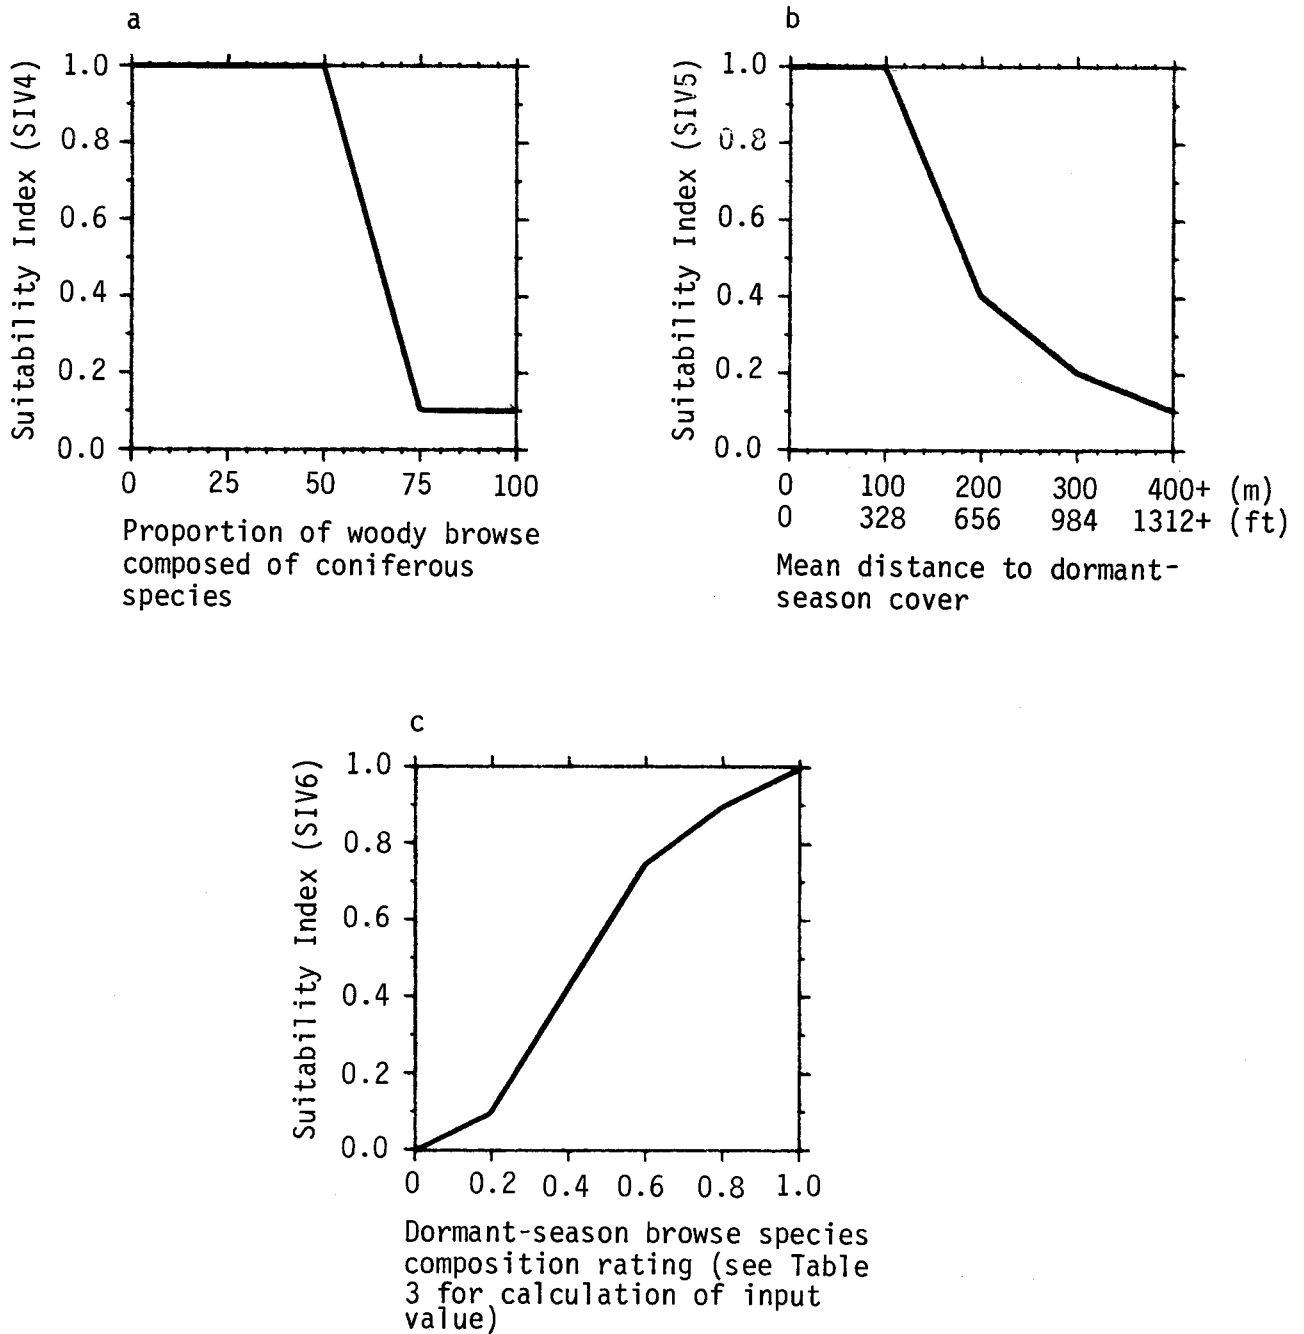 a
Suitability Index (SIV4)
1.0
0.8
0.6
0.4
0.2
0.0
0 25 50 75 100
Proportion of woody browse
composed of coniferous
species
b
Suitability Index (SIV5)
1.0
0.8
0.6
0.4
0.2
0.0
0 100 200 300 400+ (m)
0 328 656 984 1312+ (ft)
Mean distance to dormant-
season cover
c
Suitability Index (SIV6)
1.0
0.8
0.6
0.4
0.2
0.0
0 0.2 0.4 0.6 0.8 1.0
Dormant-season browse species
composition rating (see Table
3 for calculation of input
value)